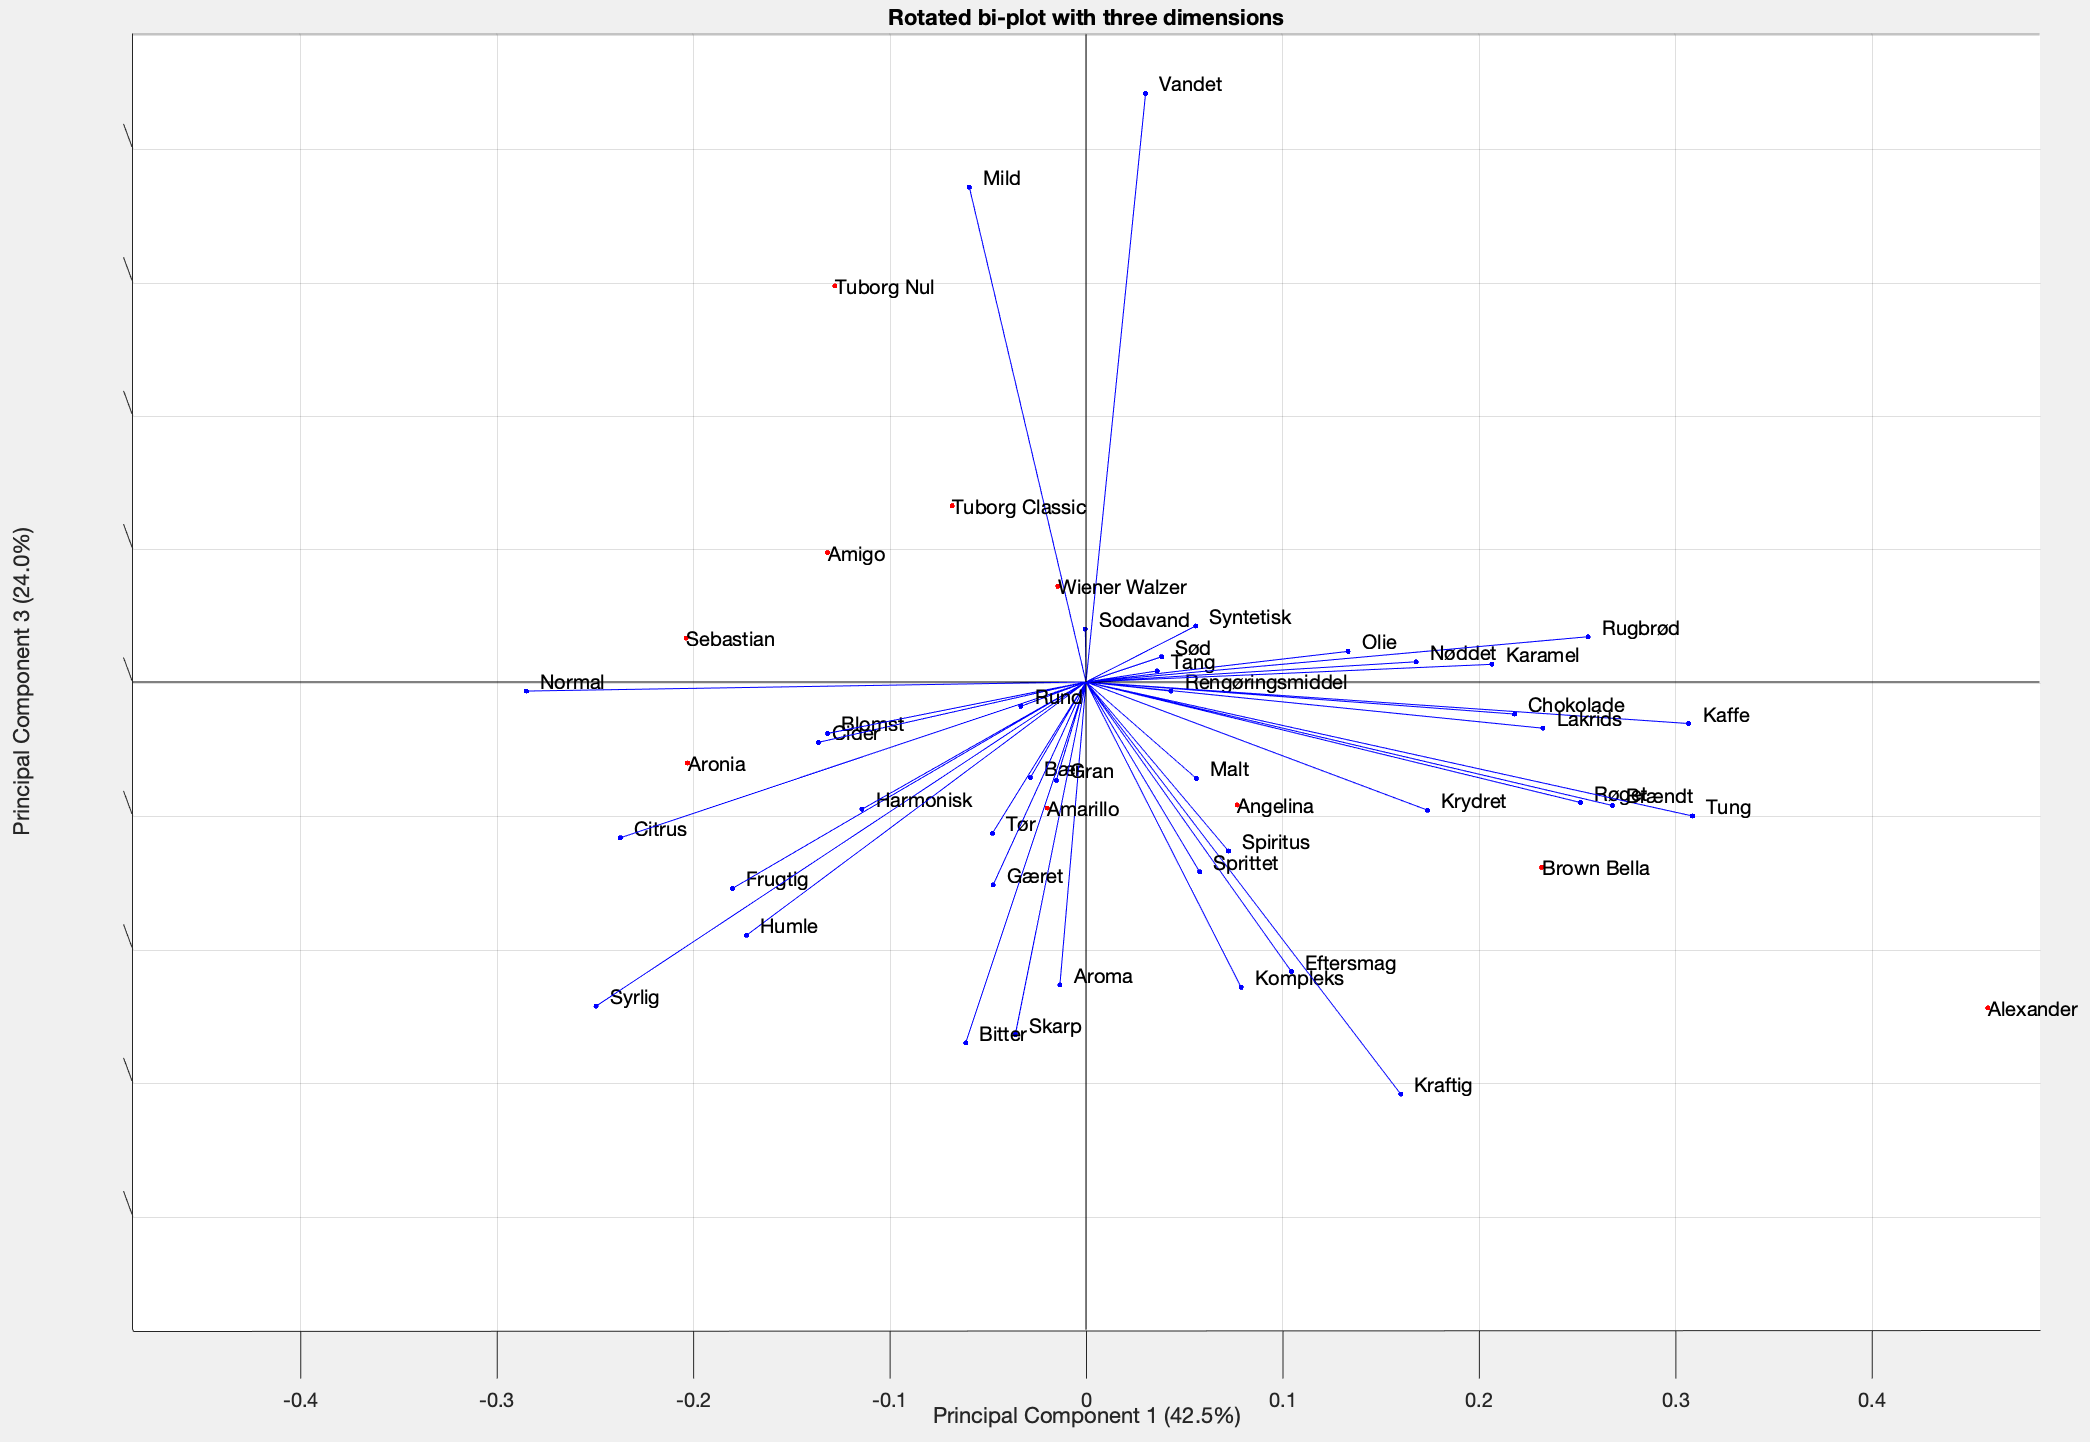 Rotated bi-plot with three dimensions
Vandet
Mild
Tuborg Nul
Tuborg Classic
Amigo
Wiener Walzer
Sodavand
Syntetisk
Rugbrød
Sebastian
Olie
Sød
Nøddet
Karamel
Tang
Normal
Rengøringsmiddel
Rund
Chokolade
Kaffe
Lakrids
Blomst
Cider
Aronia
Bær
Gran
Malt
Røget
Brændt
Harmonisk
Krydret
Angelina
Tung
Amarillo
Tør
Citrus
Spiritus
Sprittet
Brown Bella
Gæret
Frugtig
Humle
Eftersmag
Aroma
Kompleks
Syrlig
Alexander
Skarp
Bitter
Kraftig
Principal Component 3 (24.0%)
-0.4 -0.3 -0.2 -0.1 0 0.1 0.2 0.3 0.4
Principal Component 1 (42.5%)